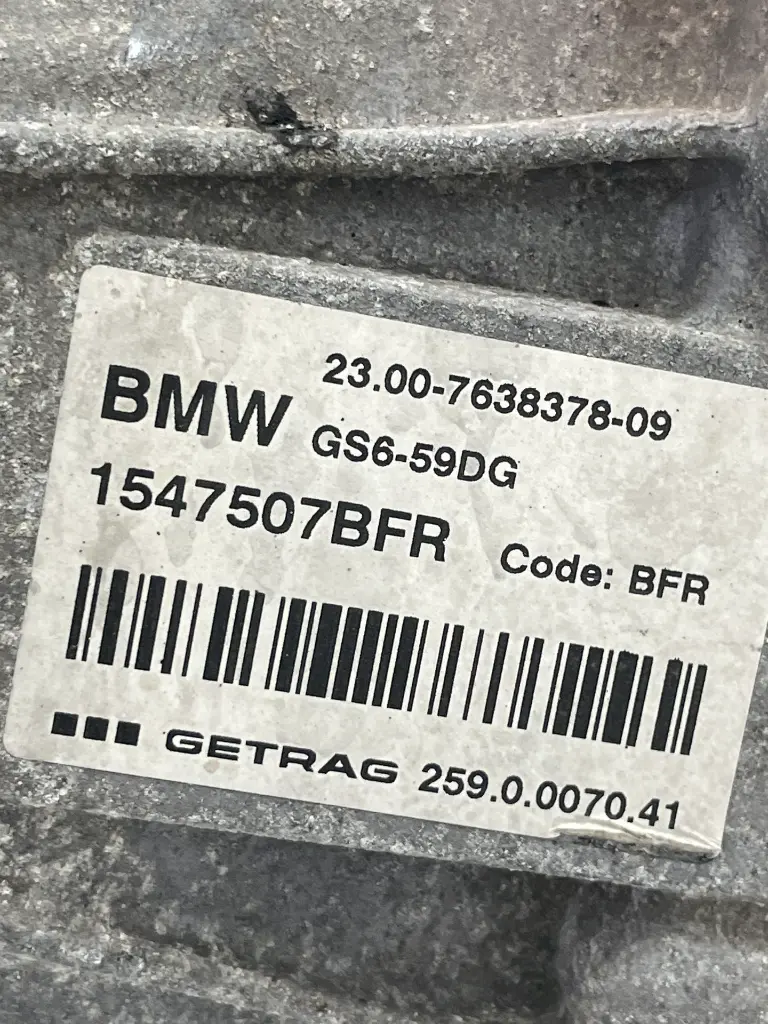 23.00-7638378-09
BMW GS6-59DG
1547507BFR Code: BFR
GETRAG 259.0.0070.41